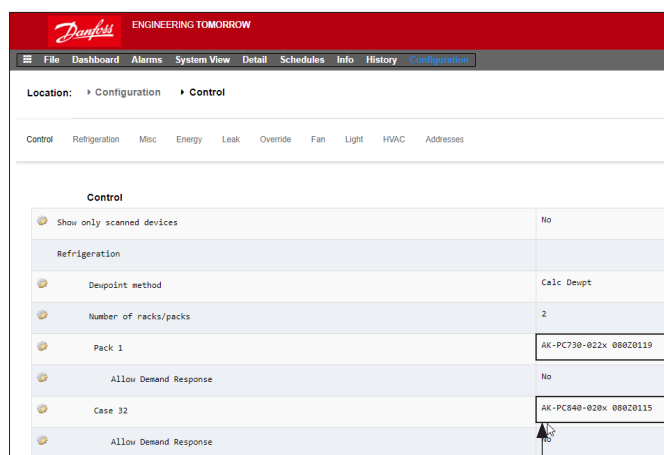 Danfoss ENGINEERING TOMORROW
File Dashboard Alarms System View Detail Schedules Info History Configuration
Location: Configuration Control
Control Refrigeration Misc Energy Leak Override Fan Light HVAC Addresses
Control
Show only scanned devices No
Refrigeration
Dewpoint method Calc Dewpt
Number of racks/packs 2
Pack 1 AK-PC730-022x 080Z0119
Allow Demand Response No
Case 32 AK-PC840-020x 080Z0115
Allow Demand Response No